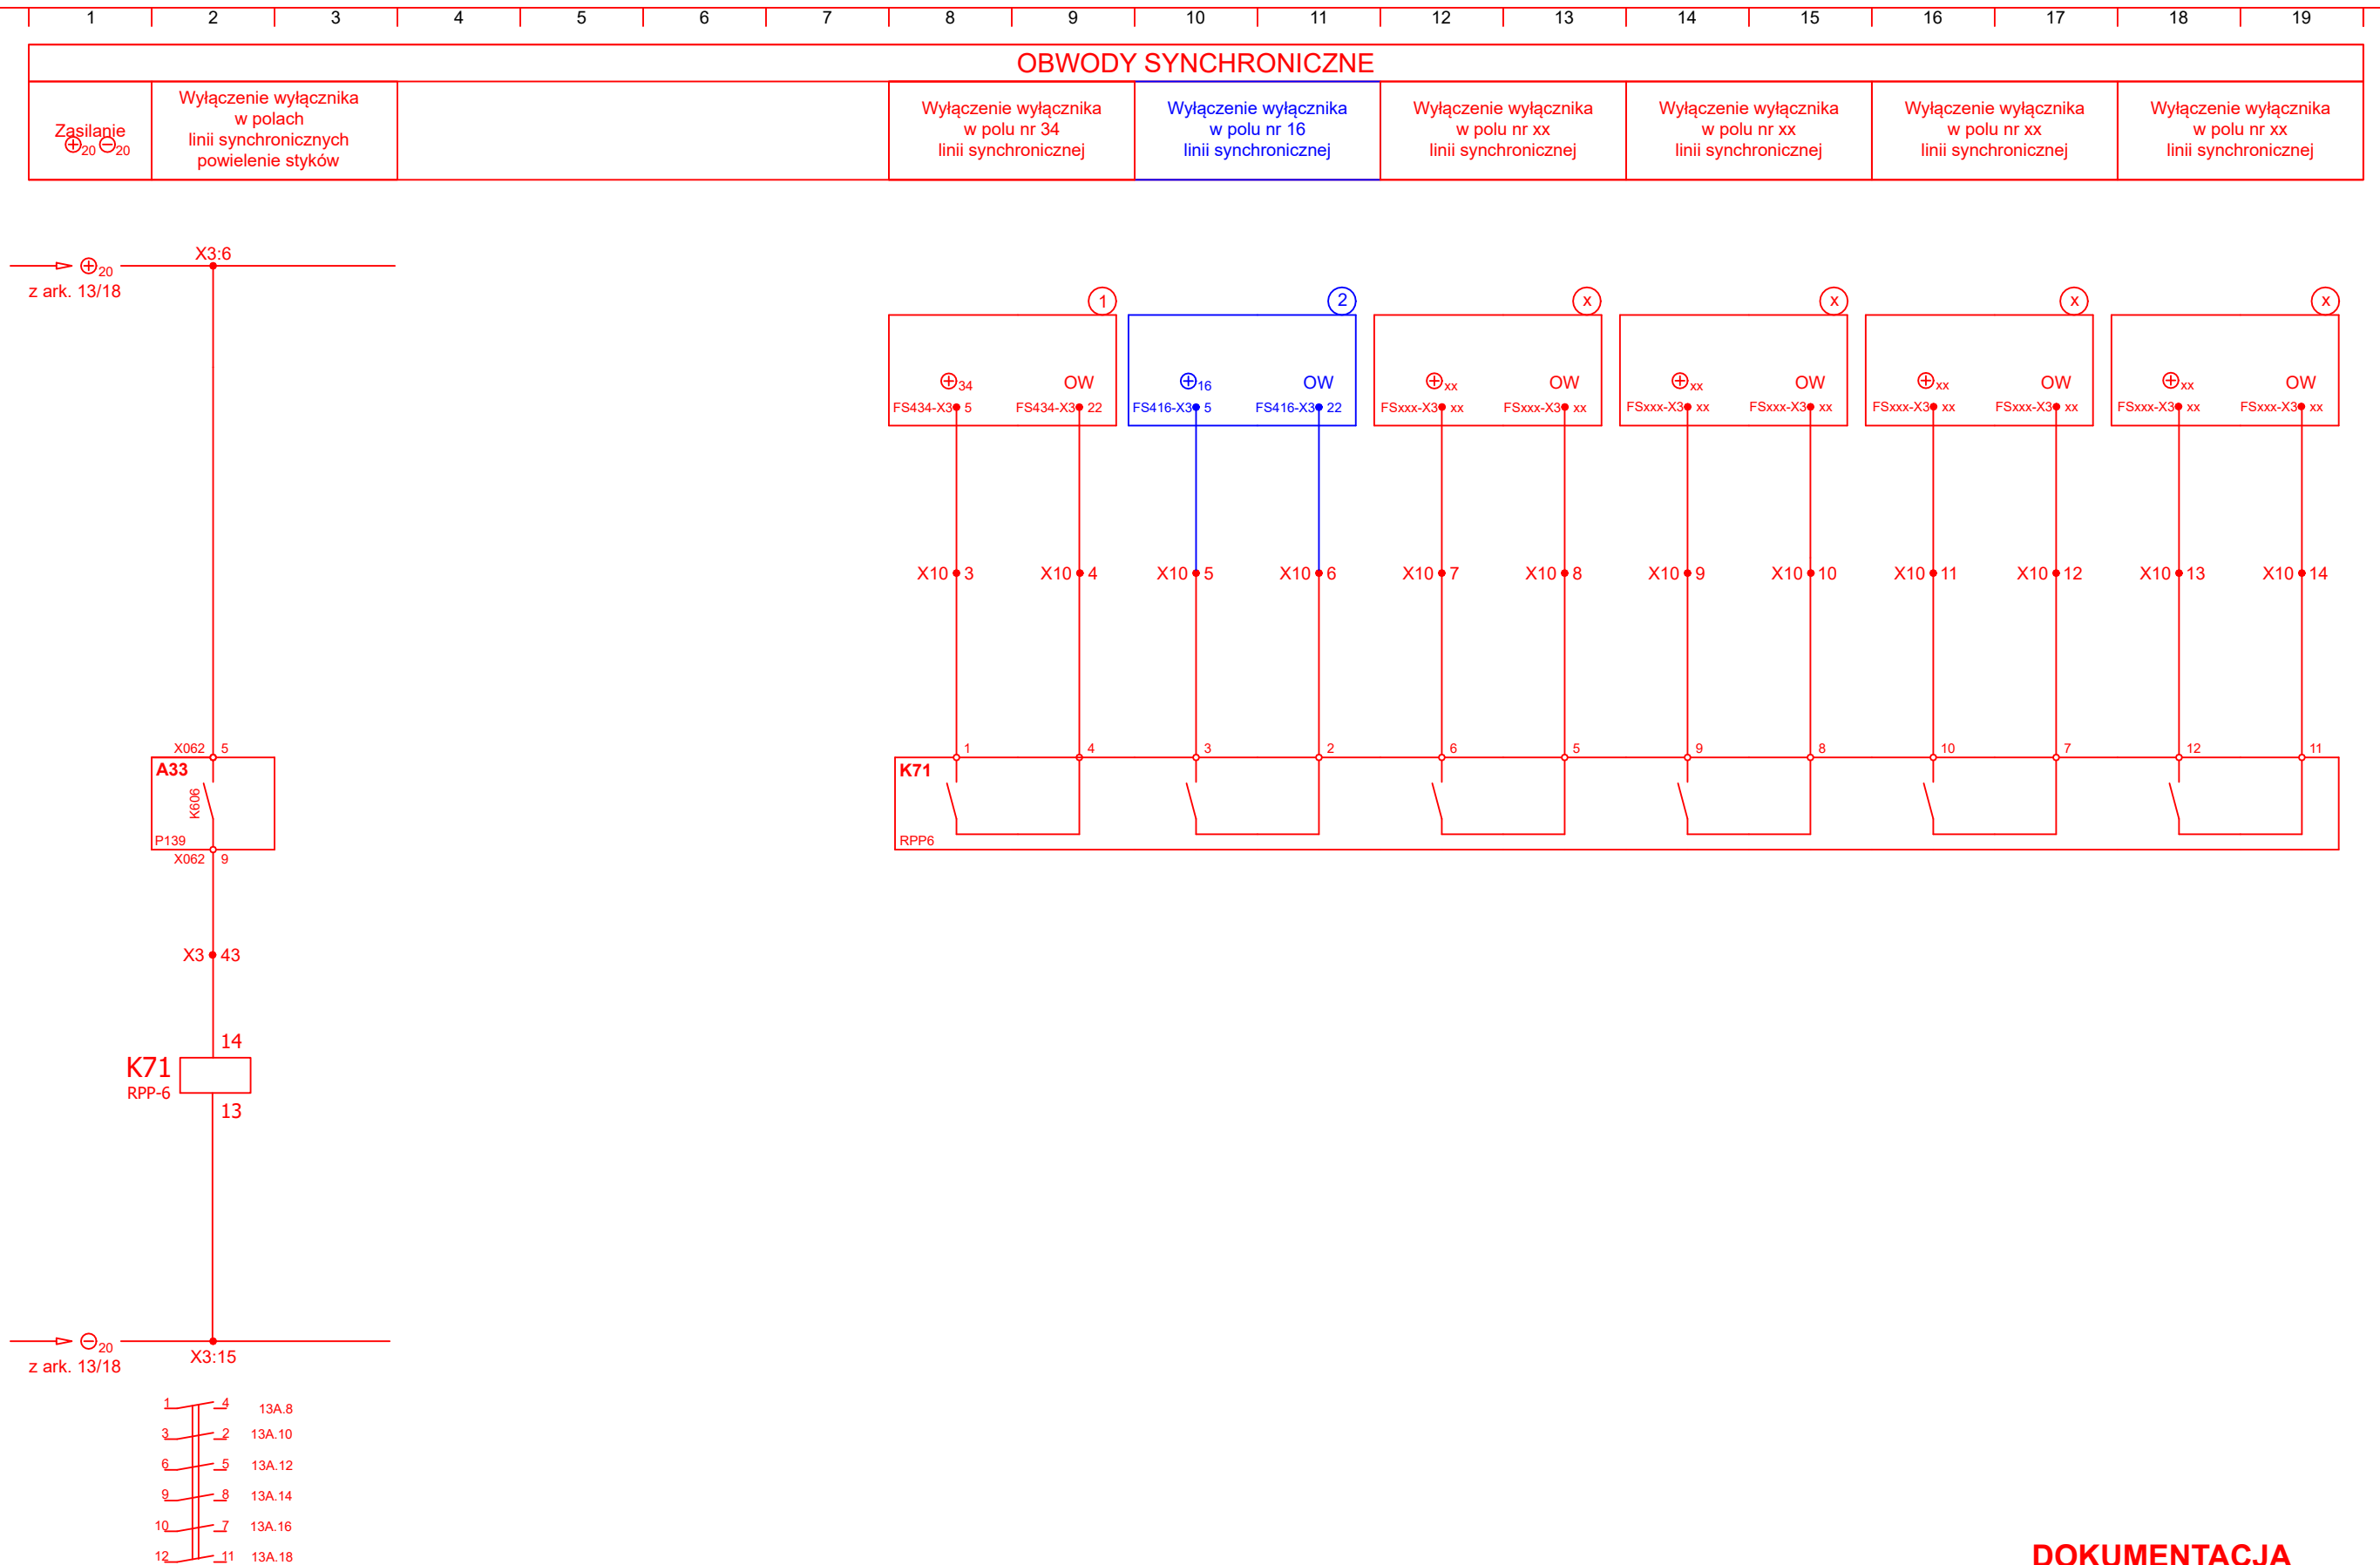 1 2 3 4 5 6 7 8 9 10 11 12 13 14 15 16 17 18 19
OBWODY SYNCHRONICZNE
Zasilanie
⊕20 ⊖20
Wyłączenie wyłącznika
w polach
linii synchronicznych
powielenie styków
Wyłączenie wyłącznika
w polu nr 34
linii synchronicznej
Wyłączenie wyłącznika
w polu nr 16
linii synchronicznej
Wyłączenie wyłącznika
w polu nr xx
linii synchronicznej
Wyłączenie wyłącznika
w polu nr xx
linii synchronicznej
Wyłączenie wyłącznika
w polu nr xx
linii synchronicznej
Wyłączenie wyłącznika
w polu nr xx
linii synchronicznej
X3:6
⊕20
z ark. 13/18
1 2 x x x x
⊕34 OW ⊕16 OW ⊕xx OW ⊕xx OW ⊕xx OW ⊕xx OW
FS434-X3 5 FS434-X3 22 FS416-X3 5 FS416-X3 22 FSxxx-X3 xx FSxxx-X3 xx FSxxx-X3 xx FSxxx-X3 xx FSxxx-X3 xx FSxxx-X3 xx FSxxx-X3 xx FSxxx-X3 xx
X10 3 X10 4 X10 5 X10 6 X10 7 X10 8 X10 9 X10 10 X10 11 X10 12 X10 13 X10 14
X062 5
A33
K606
P139
X062 9
1 4 3 2 6 5 9 8 10 7 12 11
K71
RPP6
X3 43
14
K71
RPP-6
13
⊖20
z ark. 13/18
X3:15
1 4 13A.8
3 2 13A.10
6 5 13A.12
9 8 13A.14
10 7 13A.16
12 11 13A.18
DOKUMENTACJA